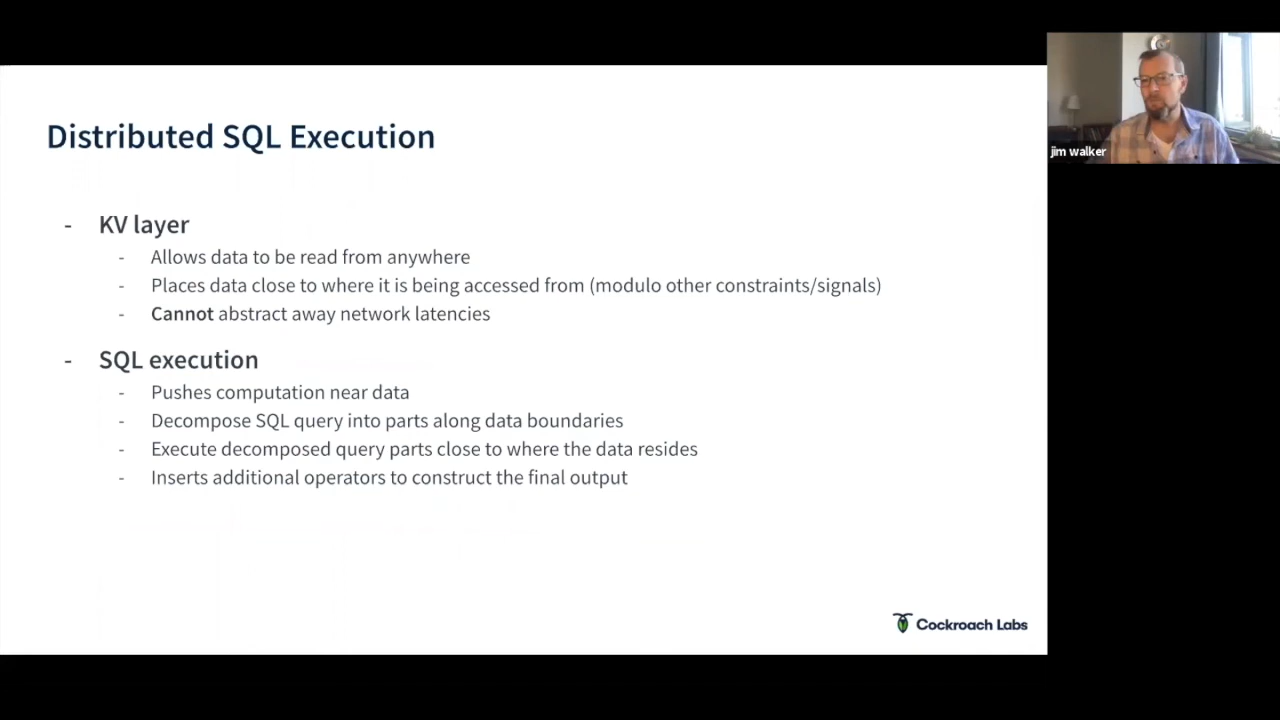 Distributed SQL Execution
- KV layer
- Allows data to be read from anywhere
- Places data close to where it is being accessed from (modulo other constraints/signals)
- Cannot abstract away network latencies
- SQL execution
- Pushes computation near data
- Decompose SQL query into parts along data boundaries
- Execute decomposed query parts close to where the data resides
- Inserts additional operators to construct the final output
Cockroach Labs
jim walker